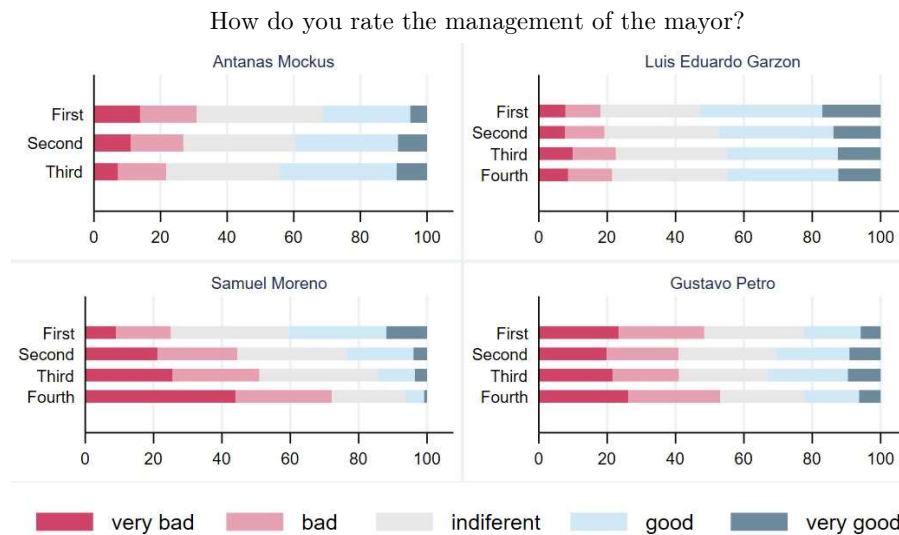 How do you rate the management of the mayor?
Antanas Mockus
First
Second
Third
0 20 40 60 80 100
Luis Eduardo Garzon
First
Second
Third
Fourth
0 20 40 60 80 100
Samuel Moreno
First
Second
Third
Fourth
0 20 40 60 80 100
Gustavo Petro
First
Second
Third
Fourth
0 20 40 60 80 100
very bad bad indiferent good very good